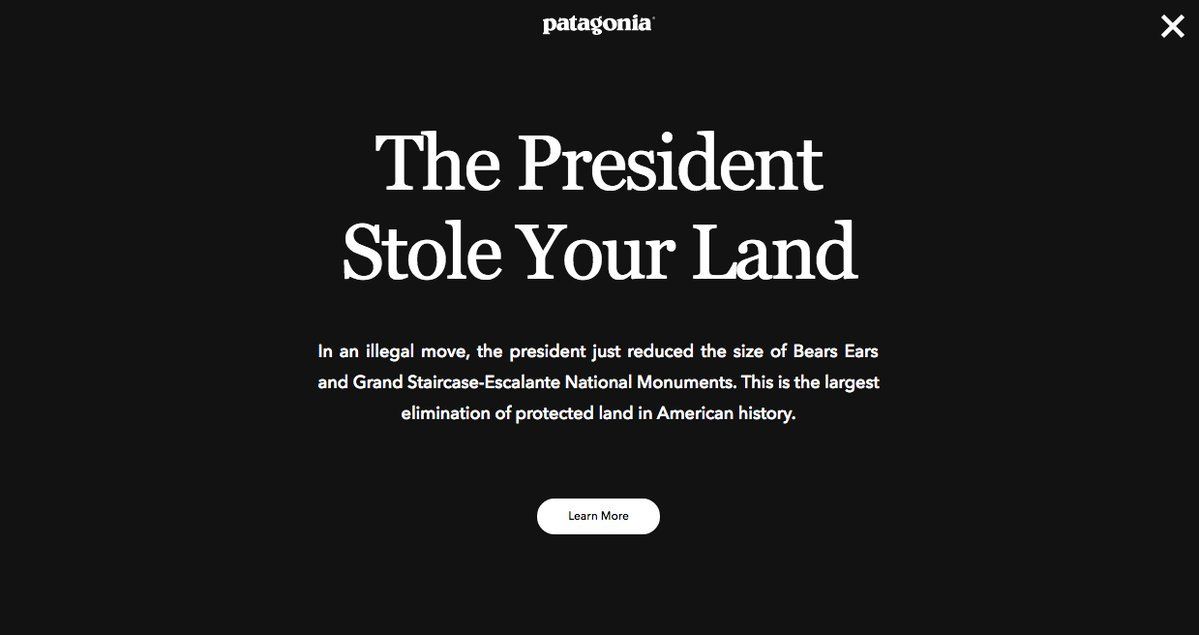 patagonia
The President
Stole Your Land
In an illegal move, the president just reduced the size of Bears Ears
and Grand Staircase-Escalante National Monuments. This is the largest
elimination of protected land in American history.
Learn More